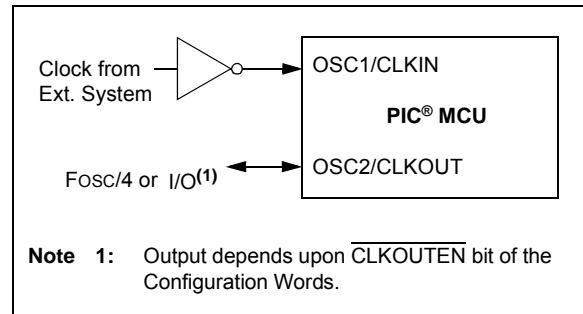 Clock from
Ext. System
OSC1/CLKIN
PIC® MCU
FOSC/4 or I/O(1)
OSC2/CLKOUT
Note 1: Output depends upon CLKOUTEN bit of the
Configuration Words.